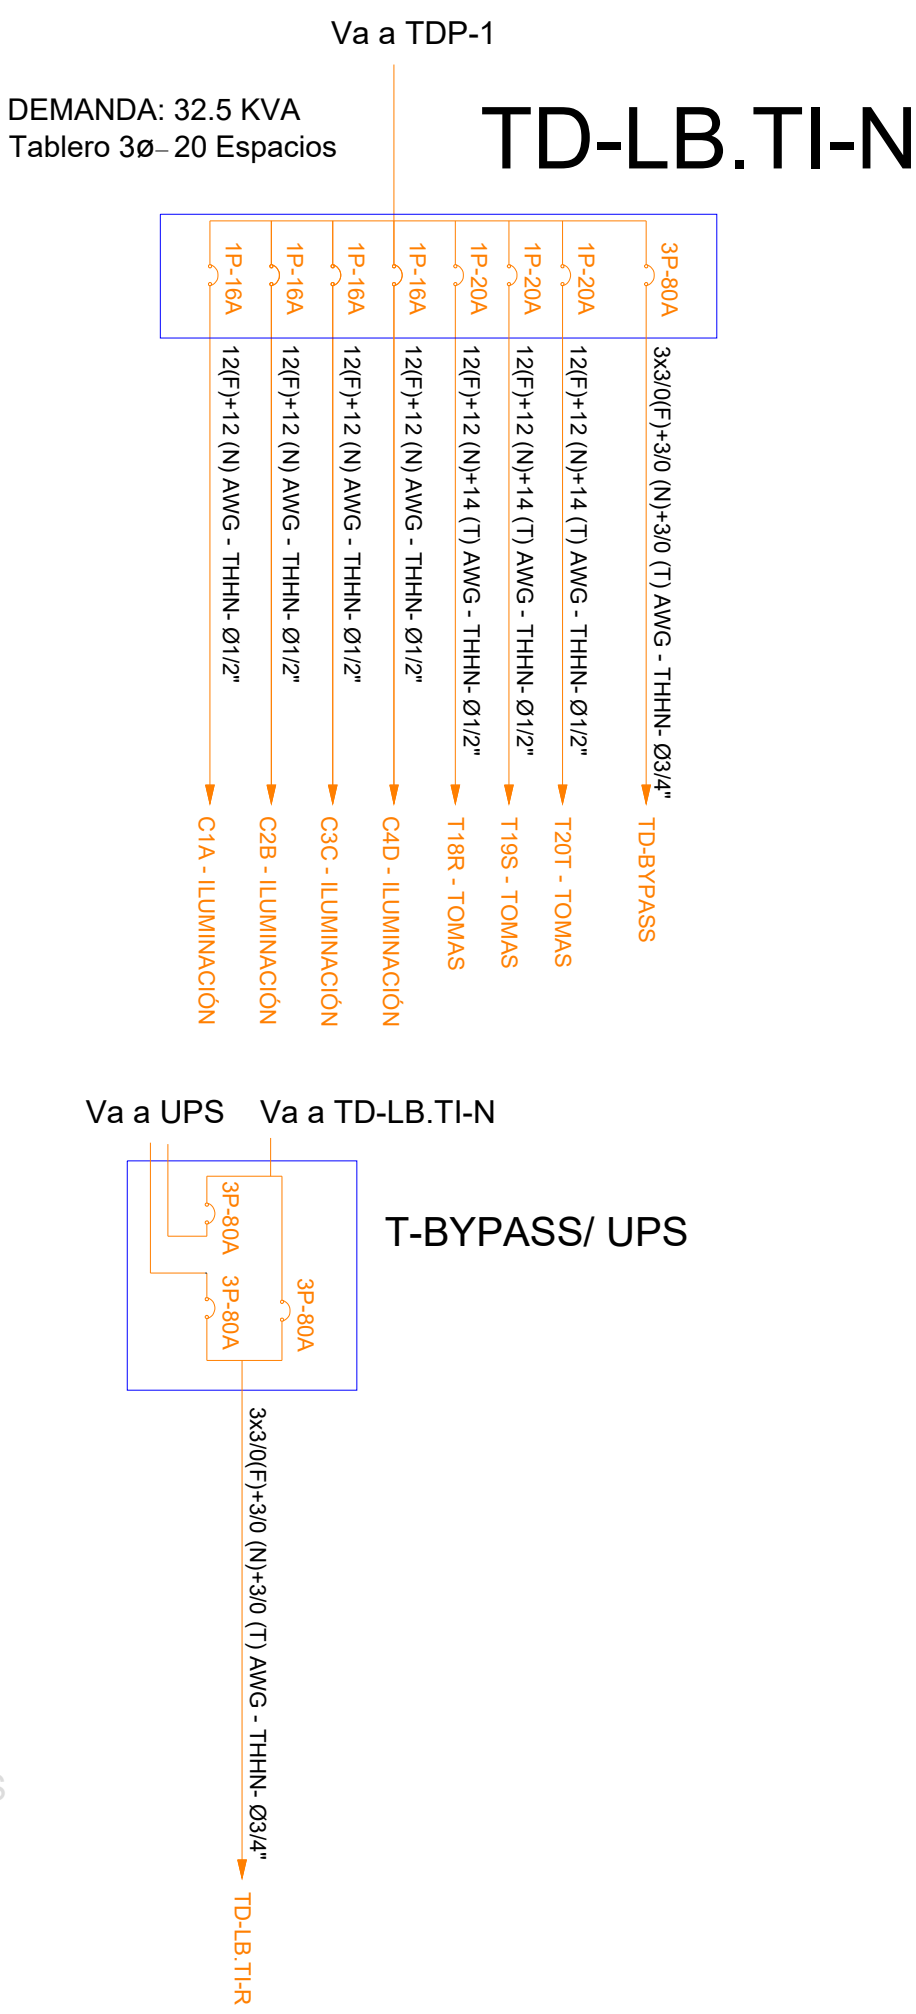 Va a TDP-1
DEMANDA: 32.5 KVA
Tablero 3ø– 20 Espacios
TD-LB.TI-N
1P-16A
1P-16A
1P-16A
1P-16A
1P-20A
1P-20A
1P-20A
3P-80A
12(F)+12 (N) AWG - THHN- Ø1/2"
12(F)+12 (N) AWG - THHN- Ø1/2"
12(F)+12 (N) AWG - THHN- Ø1/2"
12(F)+12 (N) AWG - THHN- Ø1/2"
12(F)+12 (N)+14 (T) AWG - THHN- Ø1/2"
12(F)+12 (N)+14 (T) AWG - THHN- Ø1/2"
12(F)+12 (N)+14 (T) AWG - THHN- Ø1/2"
3x3/0(F)+3/0 (N)+3/0 (T) AWG - THHN- Ø3/4"
C1A - ILUMINACIÓN
C2B - ILUMINACIÓN
C3C - ILUMINACIÓN
C4D - ILUMINACIÓN
T18R - TOMAS
T19S - TOMAS
T20T - TOMAS
TD-BYPASS
Va a UPS
Va a TD-LB.TI-N
T-BYPASS/ UPS
3P-80A
3P-80A
3P-80A
3x3/0(F)+3/0 (N)+3/0 (T) AWG - THHN- Ø3/4"
TD-LB.TI-R